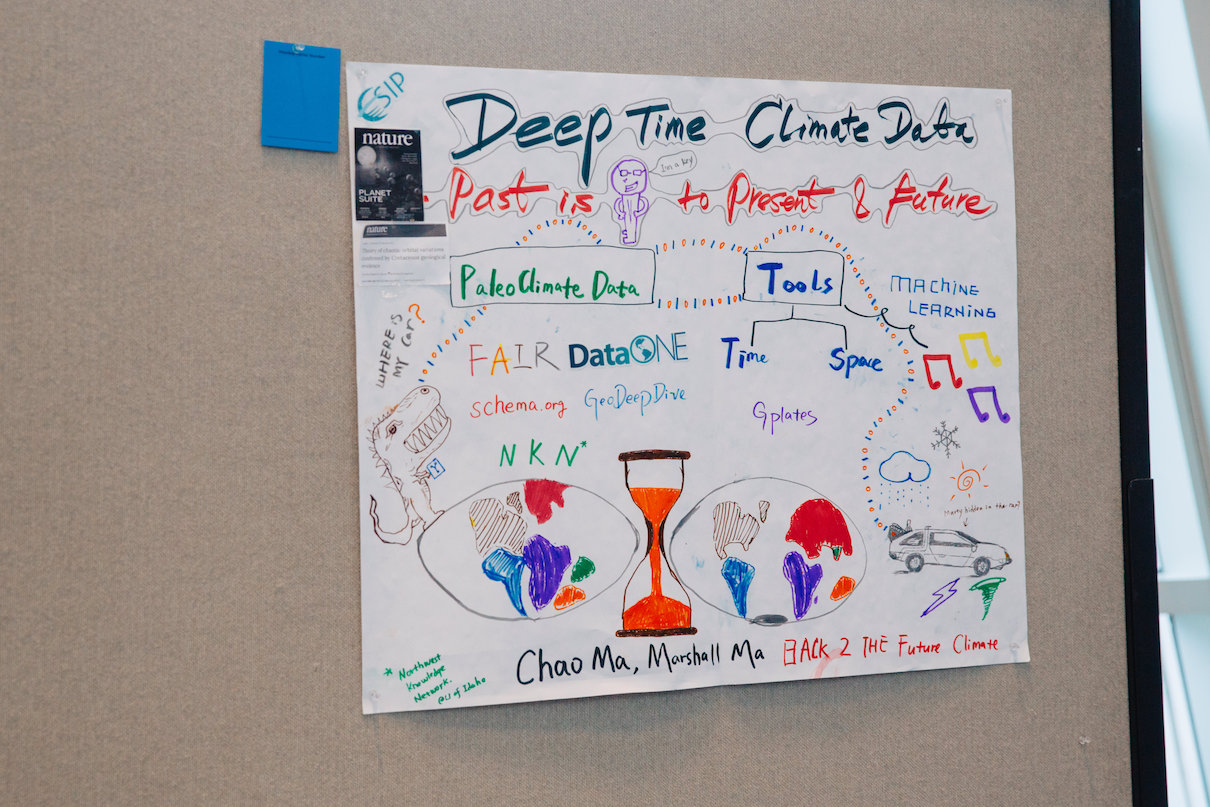 ESIP
DEEP TIME CLIMATE DATA
nature
PLANET
SUITE
I'm a key
- Past is to Present & Future
nature
Theory of chaotic orbital variations
confirmed by Cretaceous geological
evidence
PaleoClimate Data
Tools
MACHINE
LEARNING
WHERE IS
MY CAR?
FAIR DataONE
Time Space
schema.org GeoDeepDive
Gplates
NKN*
Y
Marty hidden in the car?
Chao Ma, Marshall Ma BACK 2 THE Future Climate
* Northwest
Knowledge
Network.
@U of Idaho